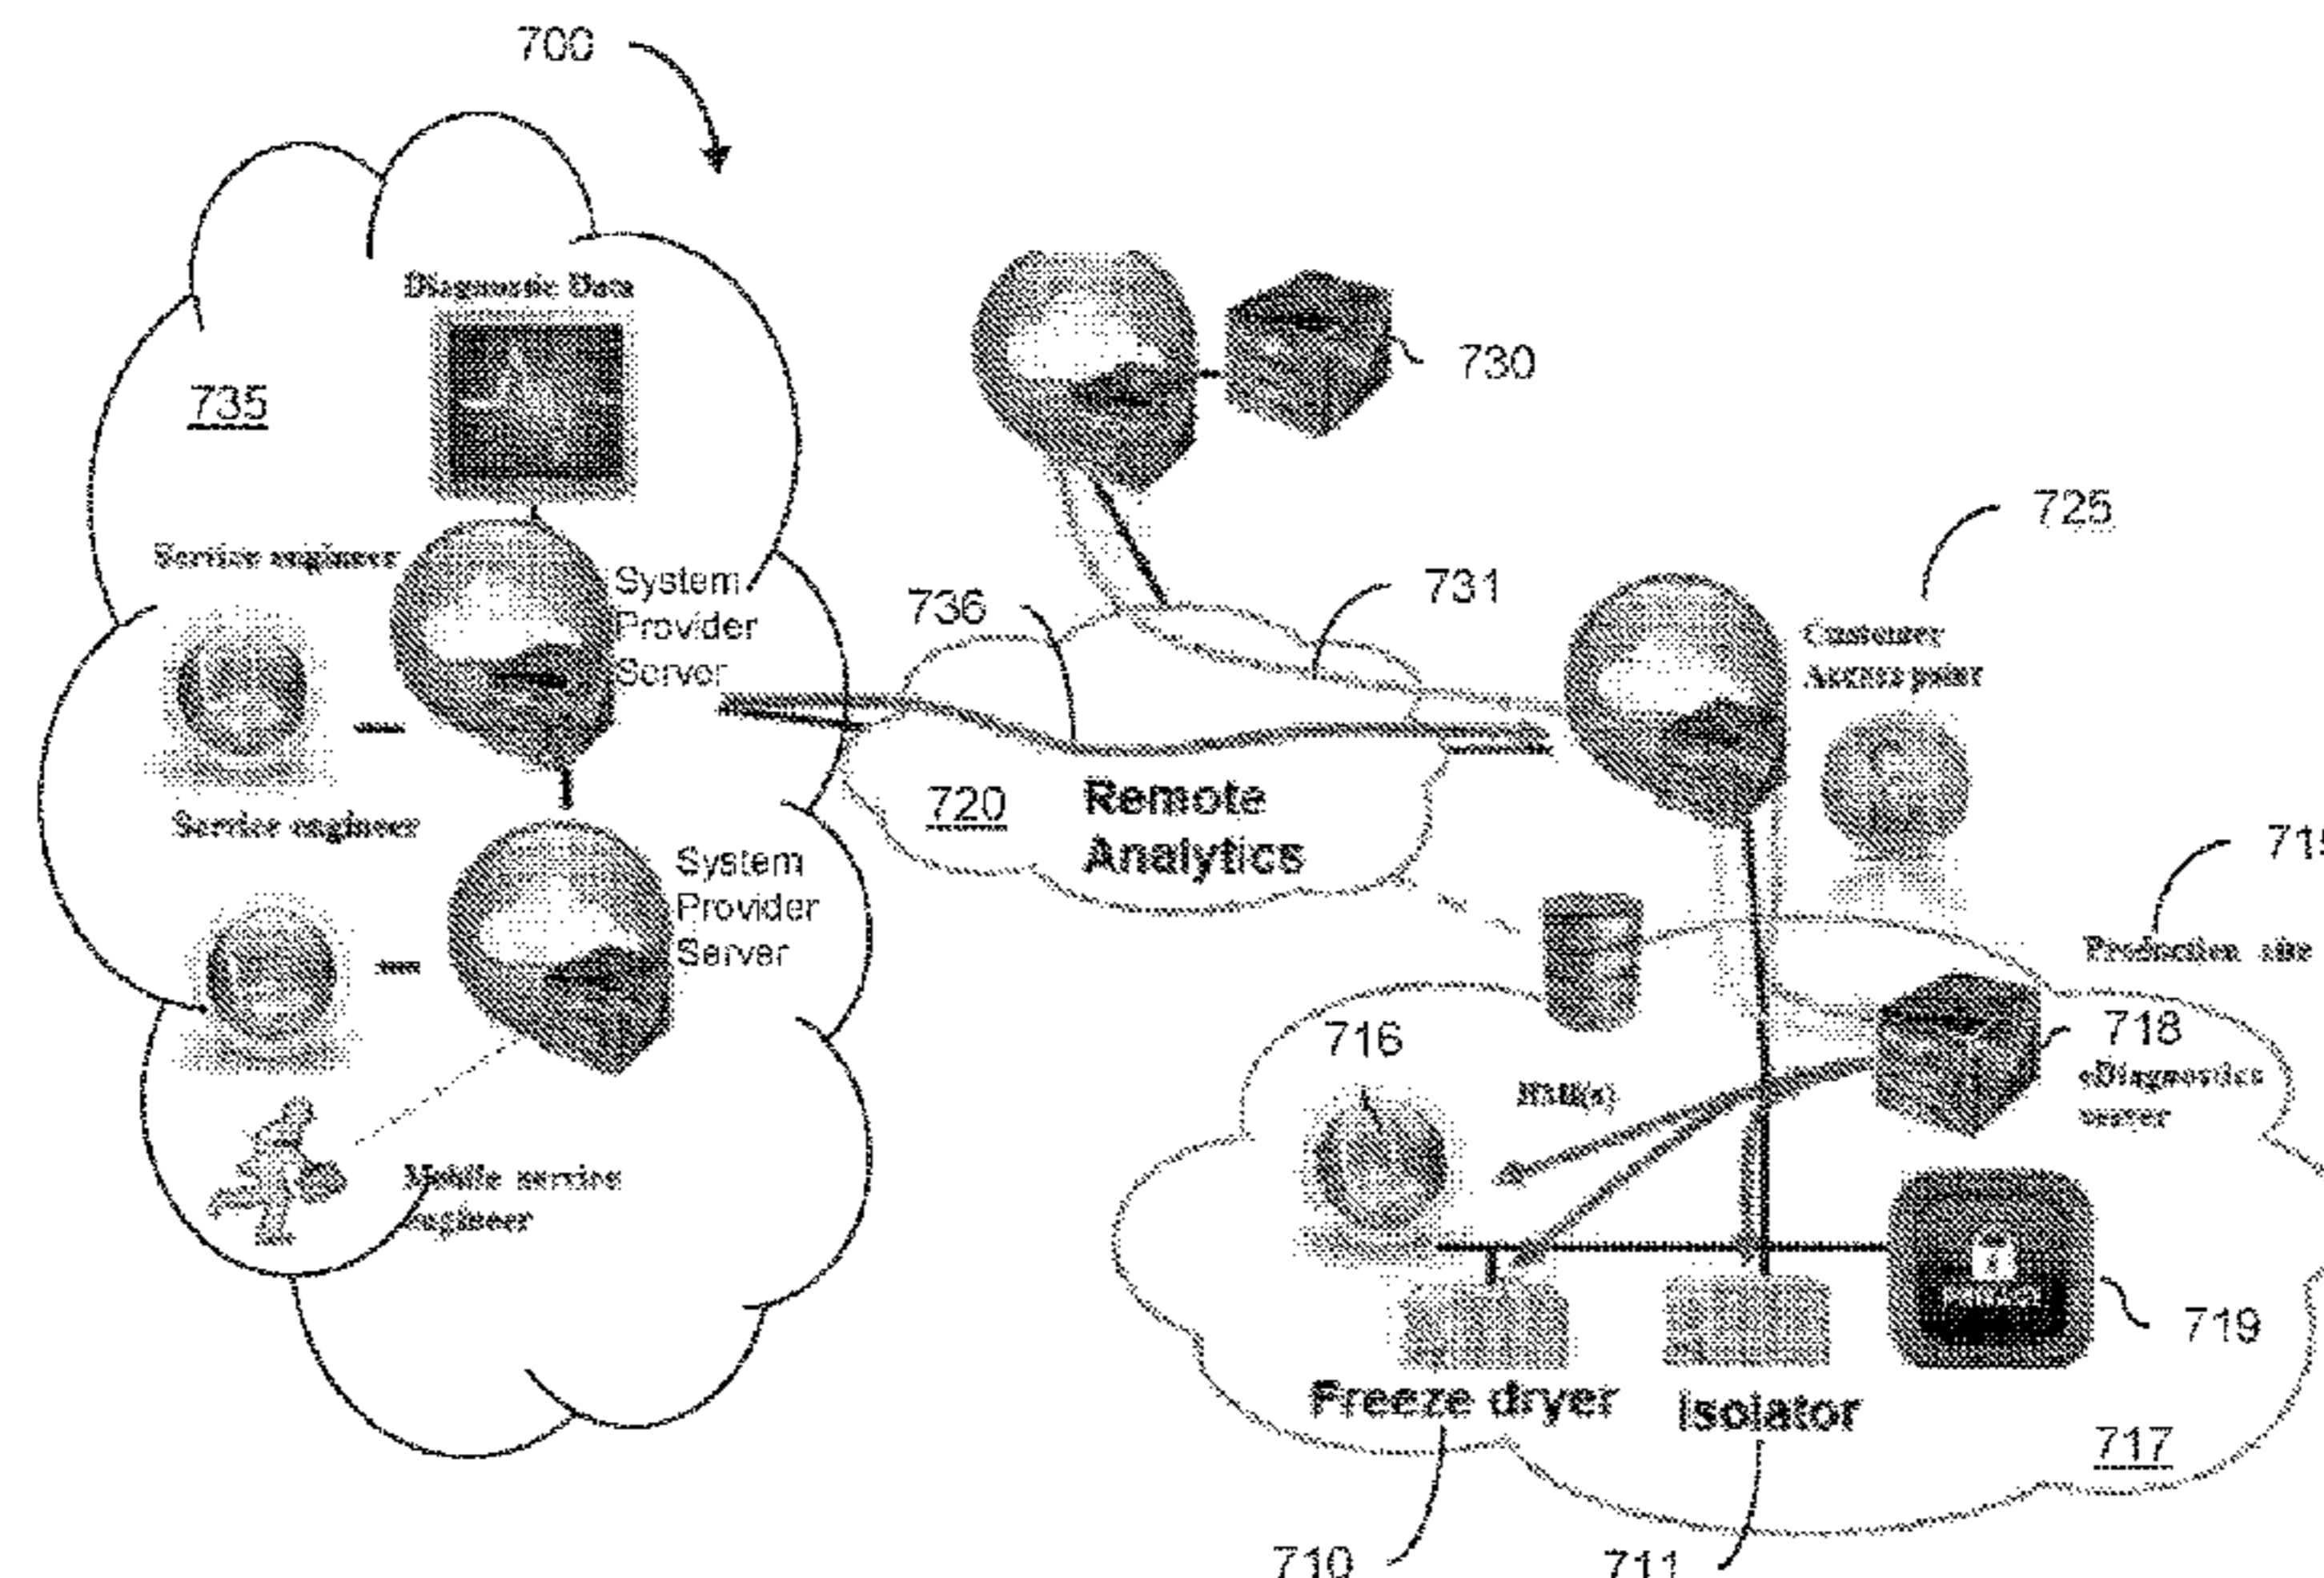 700
Diagnostic Data
735
730
725
Service engineer
System
Provider
Server
736
731
Customer
Access point
720
Remote
Analytics
Service engineer
System
Provider
Server
Production site
716
718
HMI(s)
eDiagnostics
server
Mobile service
engineer
719
Freeze dryer
Isolator
717
710
711